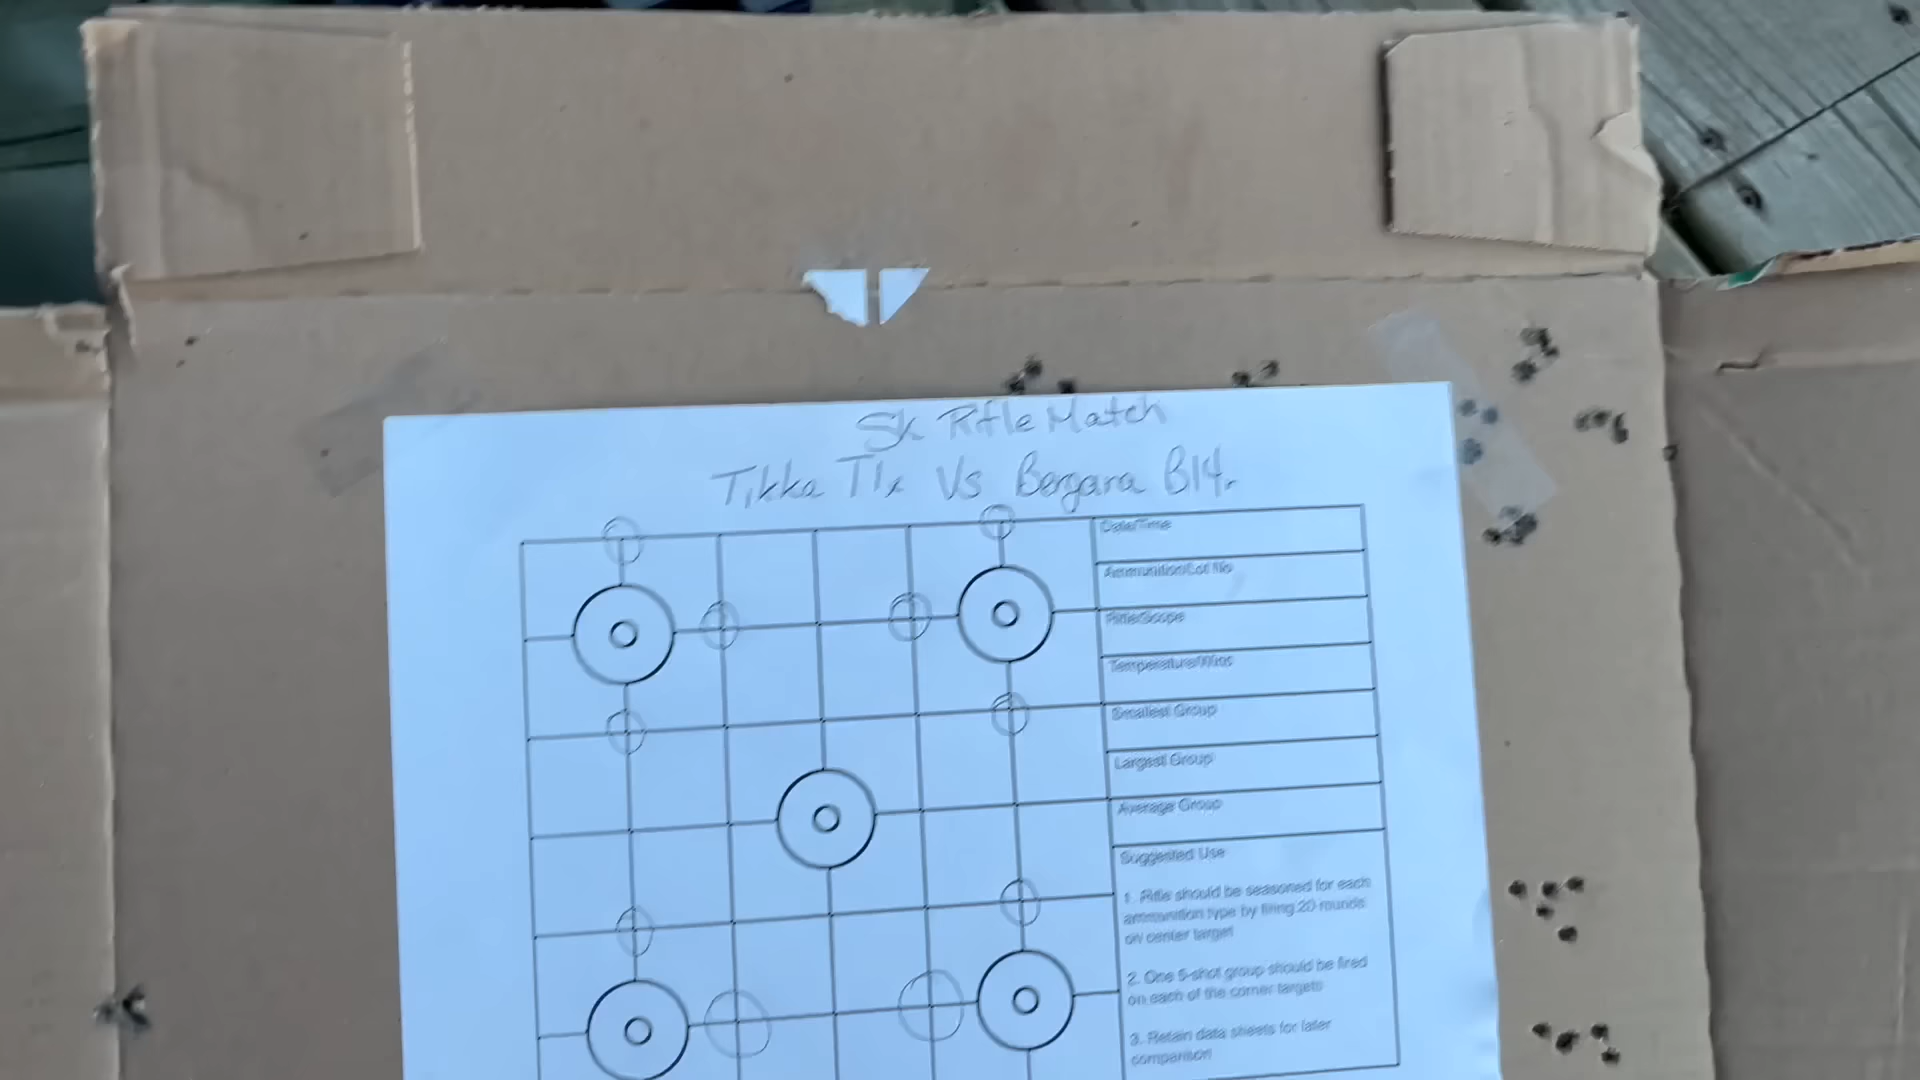 SK Rifle Match
Tikka T1x Vs Bergara B14.
Date/Time
Ammunition/Lot No
Rifle/Scope
Temperature/Wind
Smallest Group
Largest Group
Average Group
Suggested Use
1. Rifle should be seasoned for each
ammunition type by firing 20 rounds
on center target
2. One 5-shot group should be fired
on each of the corner targets
3. Retain data sheets for later
comparison